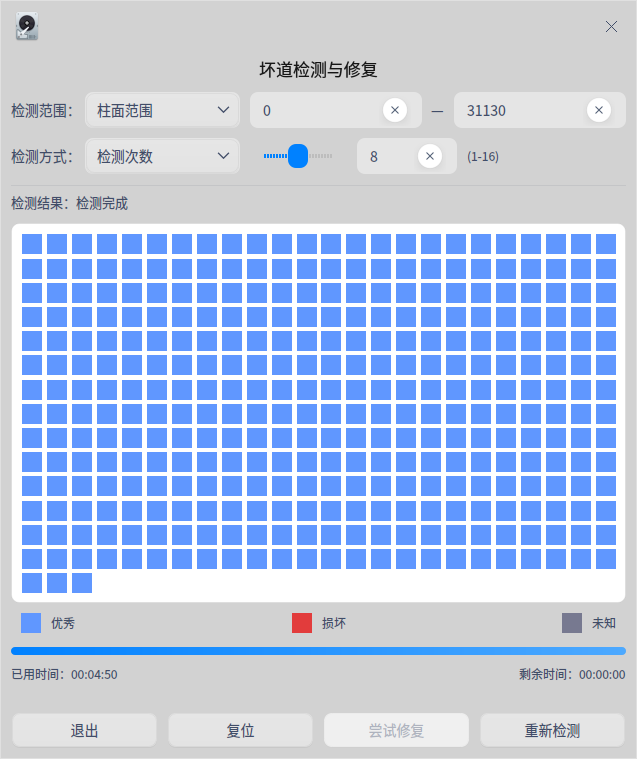 坏道检测与修复
检测范围： 柱面范围 0 — 31130
检测方式： 检测次数 8 (1-16)
检测结果：检测完成
优秀 损坏 未知
已用时间：00:04:50 剩余时间：00:00:00
退出 复位 尝试修复 重新检测